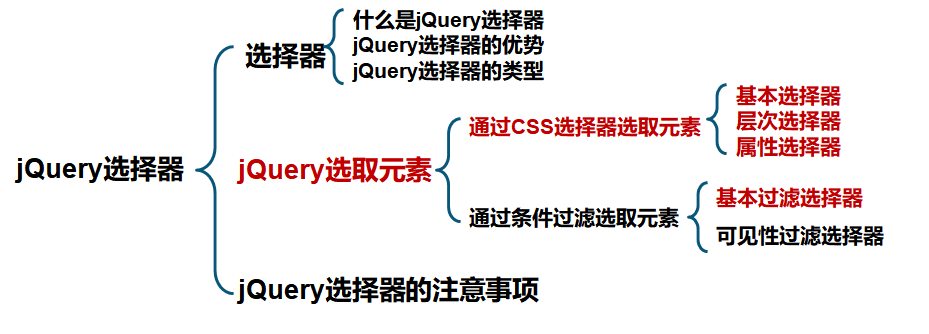 jQuery选择器
选择器
什么是jQuery选择器
jQuery选择器的优势
jQuery选择器的类型
jQuery选取元素
通过CSS选择器选取元素
基本选择器
层次选择器
属性选择器
通过条件过滤选取元素
基本过滤选择器
可见性过滤选择器
jQuery选择器的注意事项